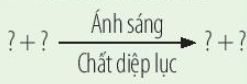 Ánh sáng
? + ? ⟶ ? + ?
Chất diệp lục